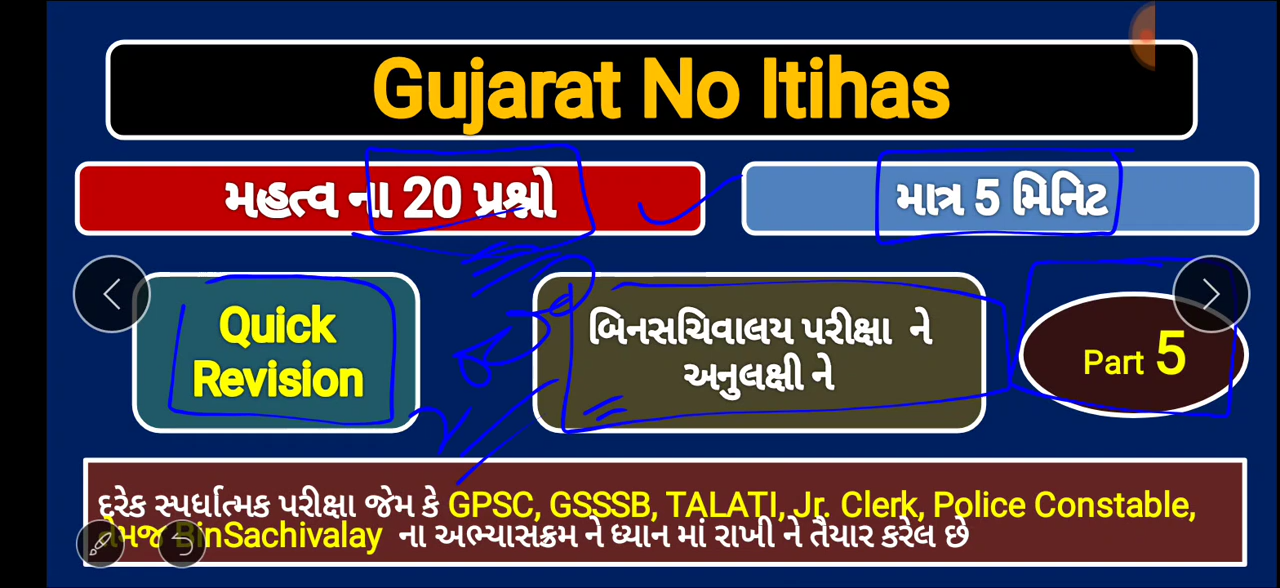 Gujarat No Itihas
મહત્વ ના 20 પ્રશ્નો
માત્ર 5 મિનિટ
Quick
Revision
બિનસચિવાલય પરીક્ષા ને
અનુલક્ષી ને
Part 5
દરેક સ્પર્ધાત્મક પરીક્ષા જેમ કે GPSC, GSSSB, TALATI, Jr. Clerk, Police Constable,
તેમજ BinSachivalay ના અભ્યાસક્રમ ને ધ્યાન માં રાખી ને તૈયાર કરેલ છે